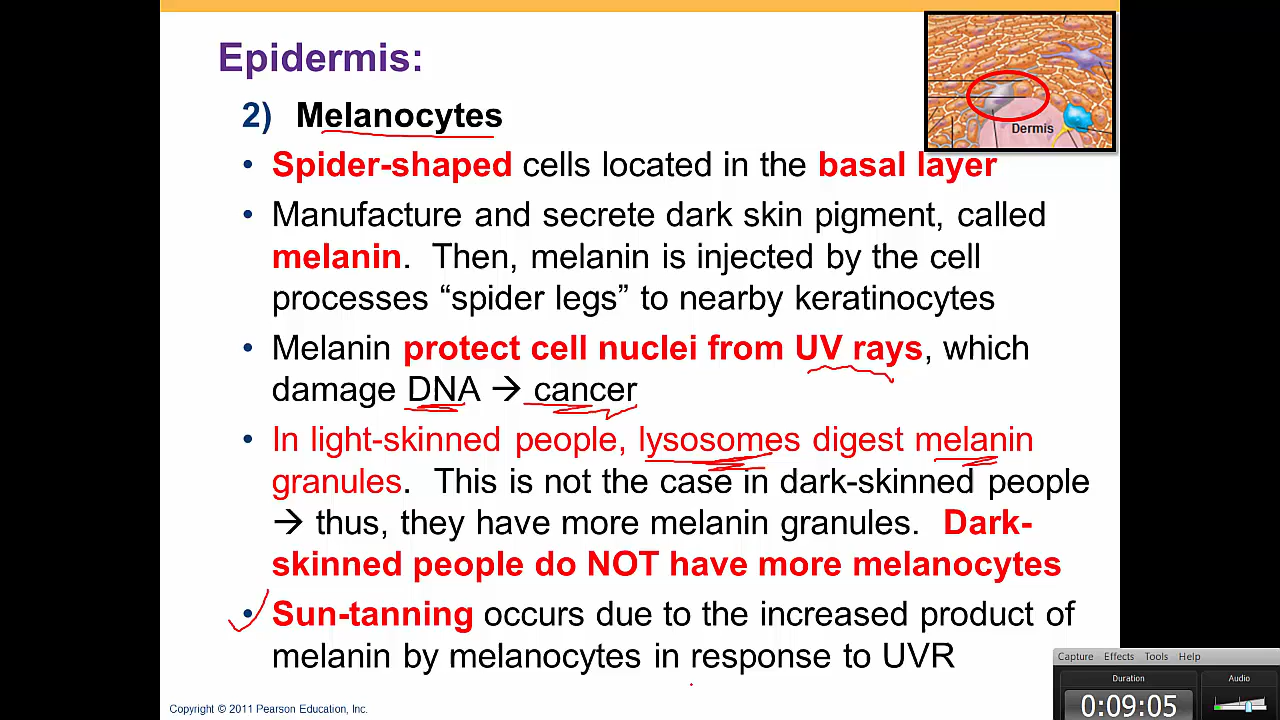 Epidermis:
2) Melanocytes
Dermis
• Spider-shaped cells located in the basal layer
• Manufacture and secrete dark skin pigment, called
melanin. Then, melanin is injected by the cell
processes “spider legs” to nearby keratinocytes
• Melanin protect cell nuclei from UV rays, which
damage DNA → cancer
• In light-skinned people, lysosomes digest melanin
granules. This is not the case in dark-skinned people
→ thus, they have more melanin granules. Dark-
skinned people do NOT have more melanocytes
• Sun-tanning occurs due to the increased product of
melanin by melanocytes in response to UVR
Capture Effects Tools Help
Duration Audio
0:09:05
Copyright © 2011 Pearson Education, Inc.